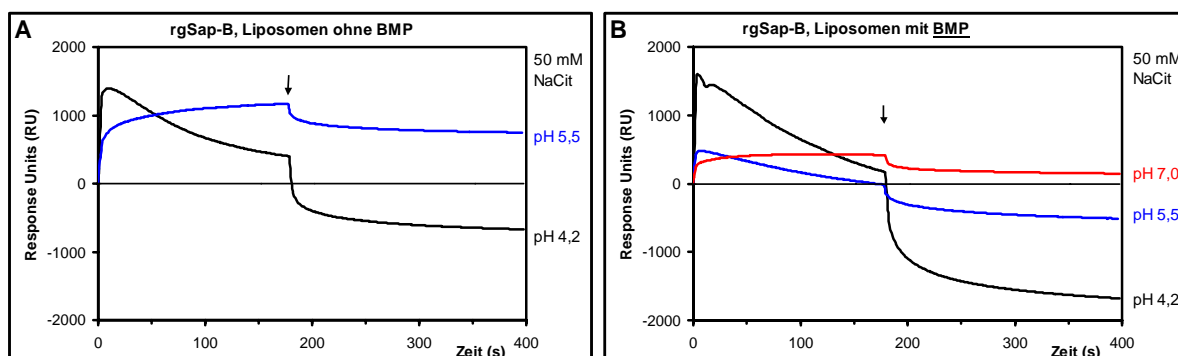 A
rgSap-B, Liposomen ohne BMP
Response Units (RU)
2000
1000
0
-1000
-2000
0
100
200
300
400
Zeit (s)
50 mM
NaCit
pH 5,5
pH 4,2
B
rgSap-B, Liposomen mit BMP
Response Units (RU)
2000
1000
0
-1000
-2000
0
100
200
300
400
Zeit (s)
50 mM
NaCit
pH 7,0
pH 5,5
pH 4,2